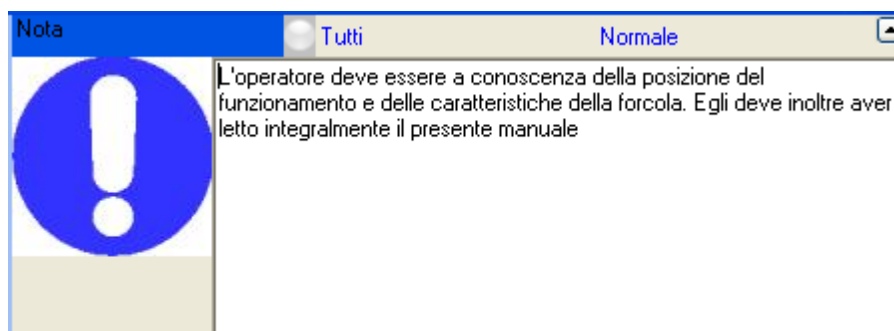 Nota Tutti Normale
L'operatore deve essere a conoscenza della posizione del
funzionamento e delle caratteristiche della forcola. Egli deve inoltre aver
letto integralmente il presente manuale